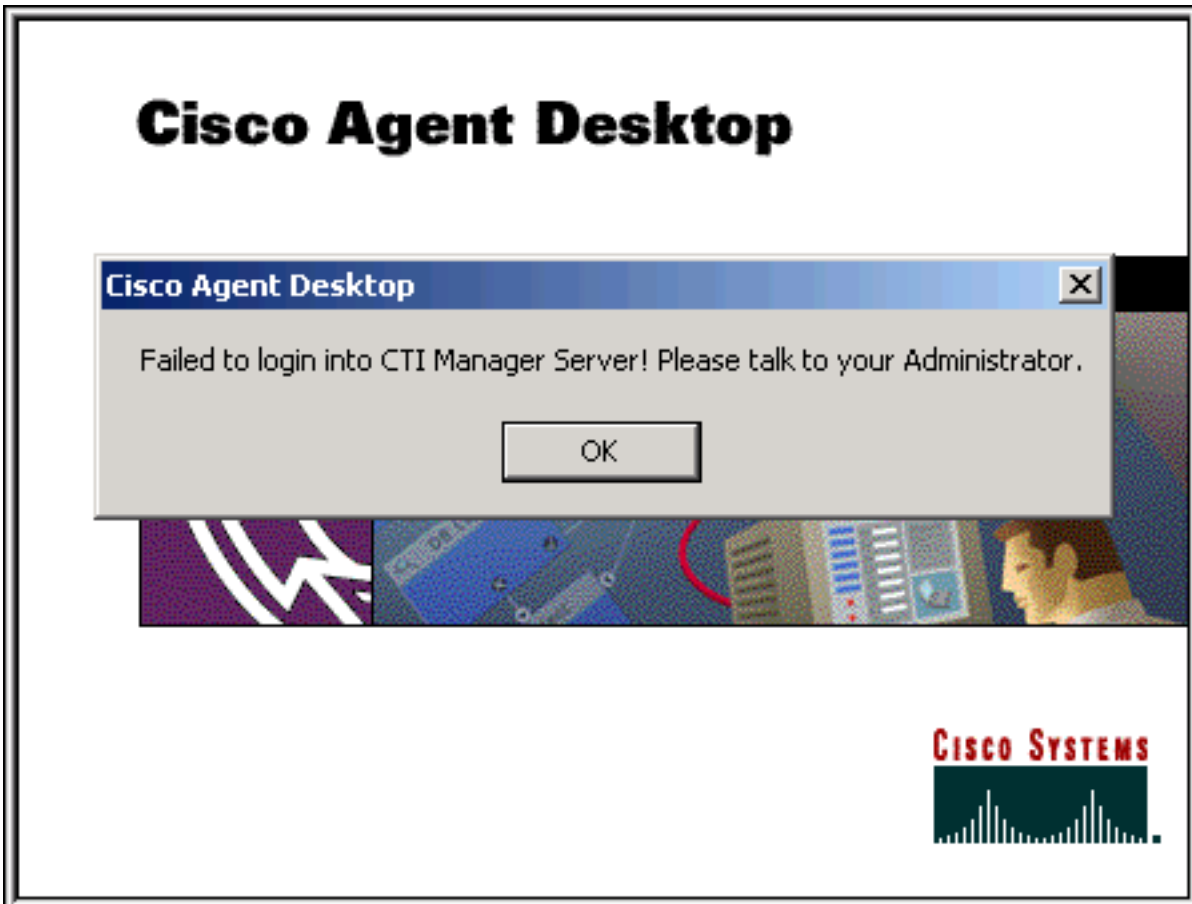 Cisco Agent Desktop
Cisco Agent Desktop
Failed to login into CTI Manager Server! Please talk to your Administrator.
OK
CISCO SYSTEMS